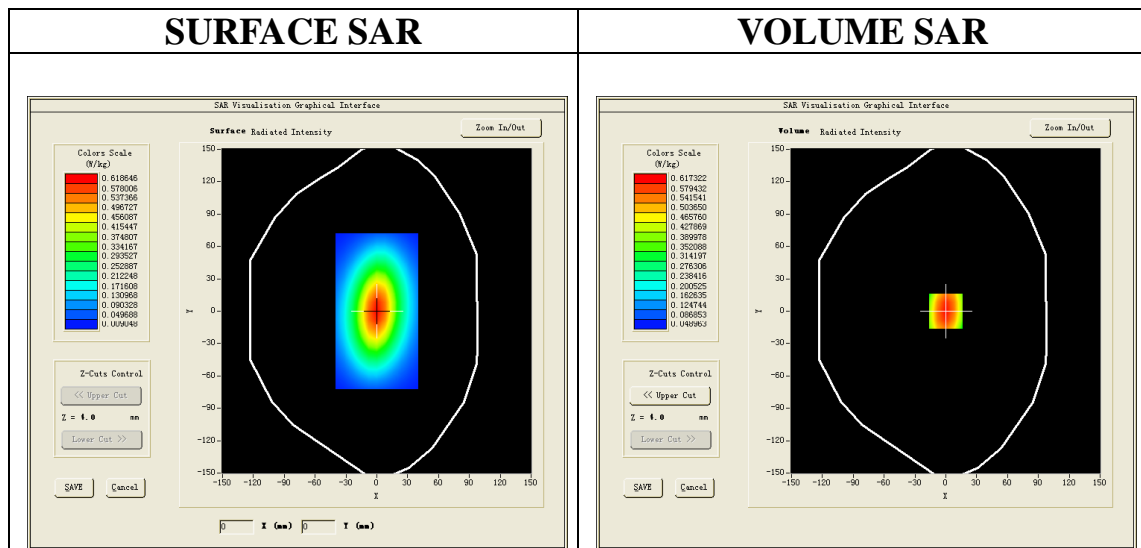 SURFACE SAR
VOLUME SAR
SAR Visualisation Graphical Interface
Surface Radiated Intensity
Zoom In/Out
Colors Scale
(W/kg)
0.618646
0.578006
0.537366
0.496727
0.456087
0.415447
0.374807
0.334167
0.293527
0.252887
0.212248
0.171608
0.130968
0.090328
0.049688
0.009048
150
120
90
60
30
0
-30
-60
-90
-120
-150
Y
-150 -120 -90 -60 -30 0 30 60 90 120 150
X
Z-Cuts Control
<< Upper Cut
Z = 4.0 mm
Lower Cut >>
SAVE Cancel
0 X (mm) 0 Y (mm)
SAR Visualisation Graphical Interface
Volume Radiated Intensity
Zoom In/Out
Colors Scale
(W/kg)
0.617322
0.579432
0.541541
0.503650
0.465760
0.427869
0.389978
0.352088
0.314197
0.276306
0.238416
0.200525
0.162635
0.124744
0.086853
0.048963
150
120
90
60
30
0
-30
-60
-90
-120
-150
Y
-150 -120 -90 -60 -30 0 30 60 90 120 150
X
Z-Cuts Control
<< Upper Cut
Z = 4.0 mm
Lower Cut >>
SAVE Cancel